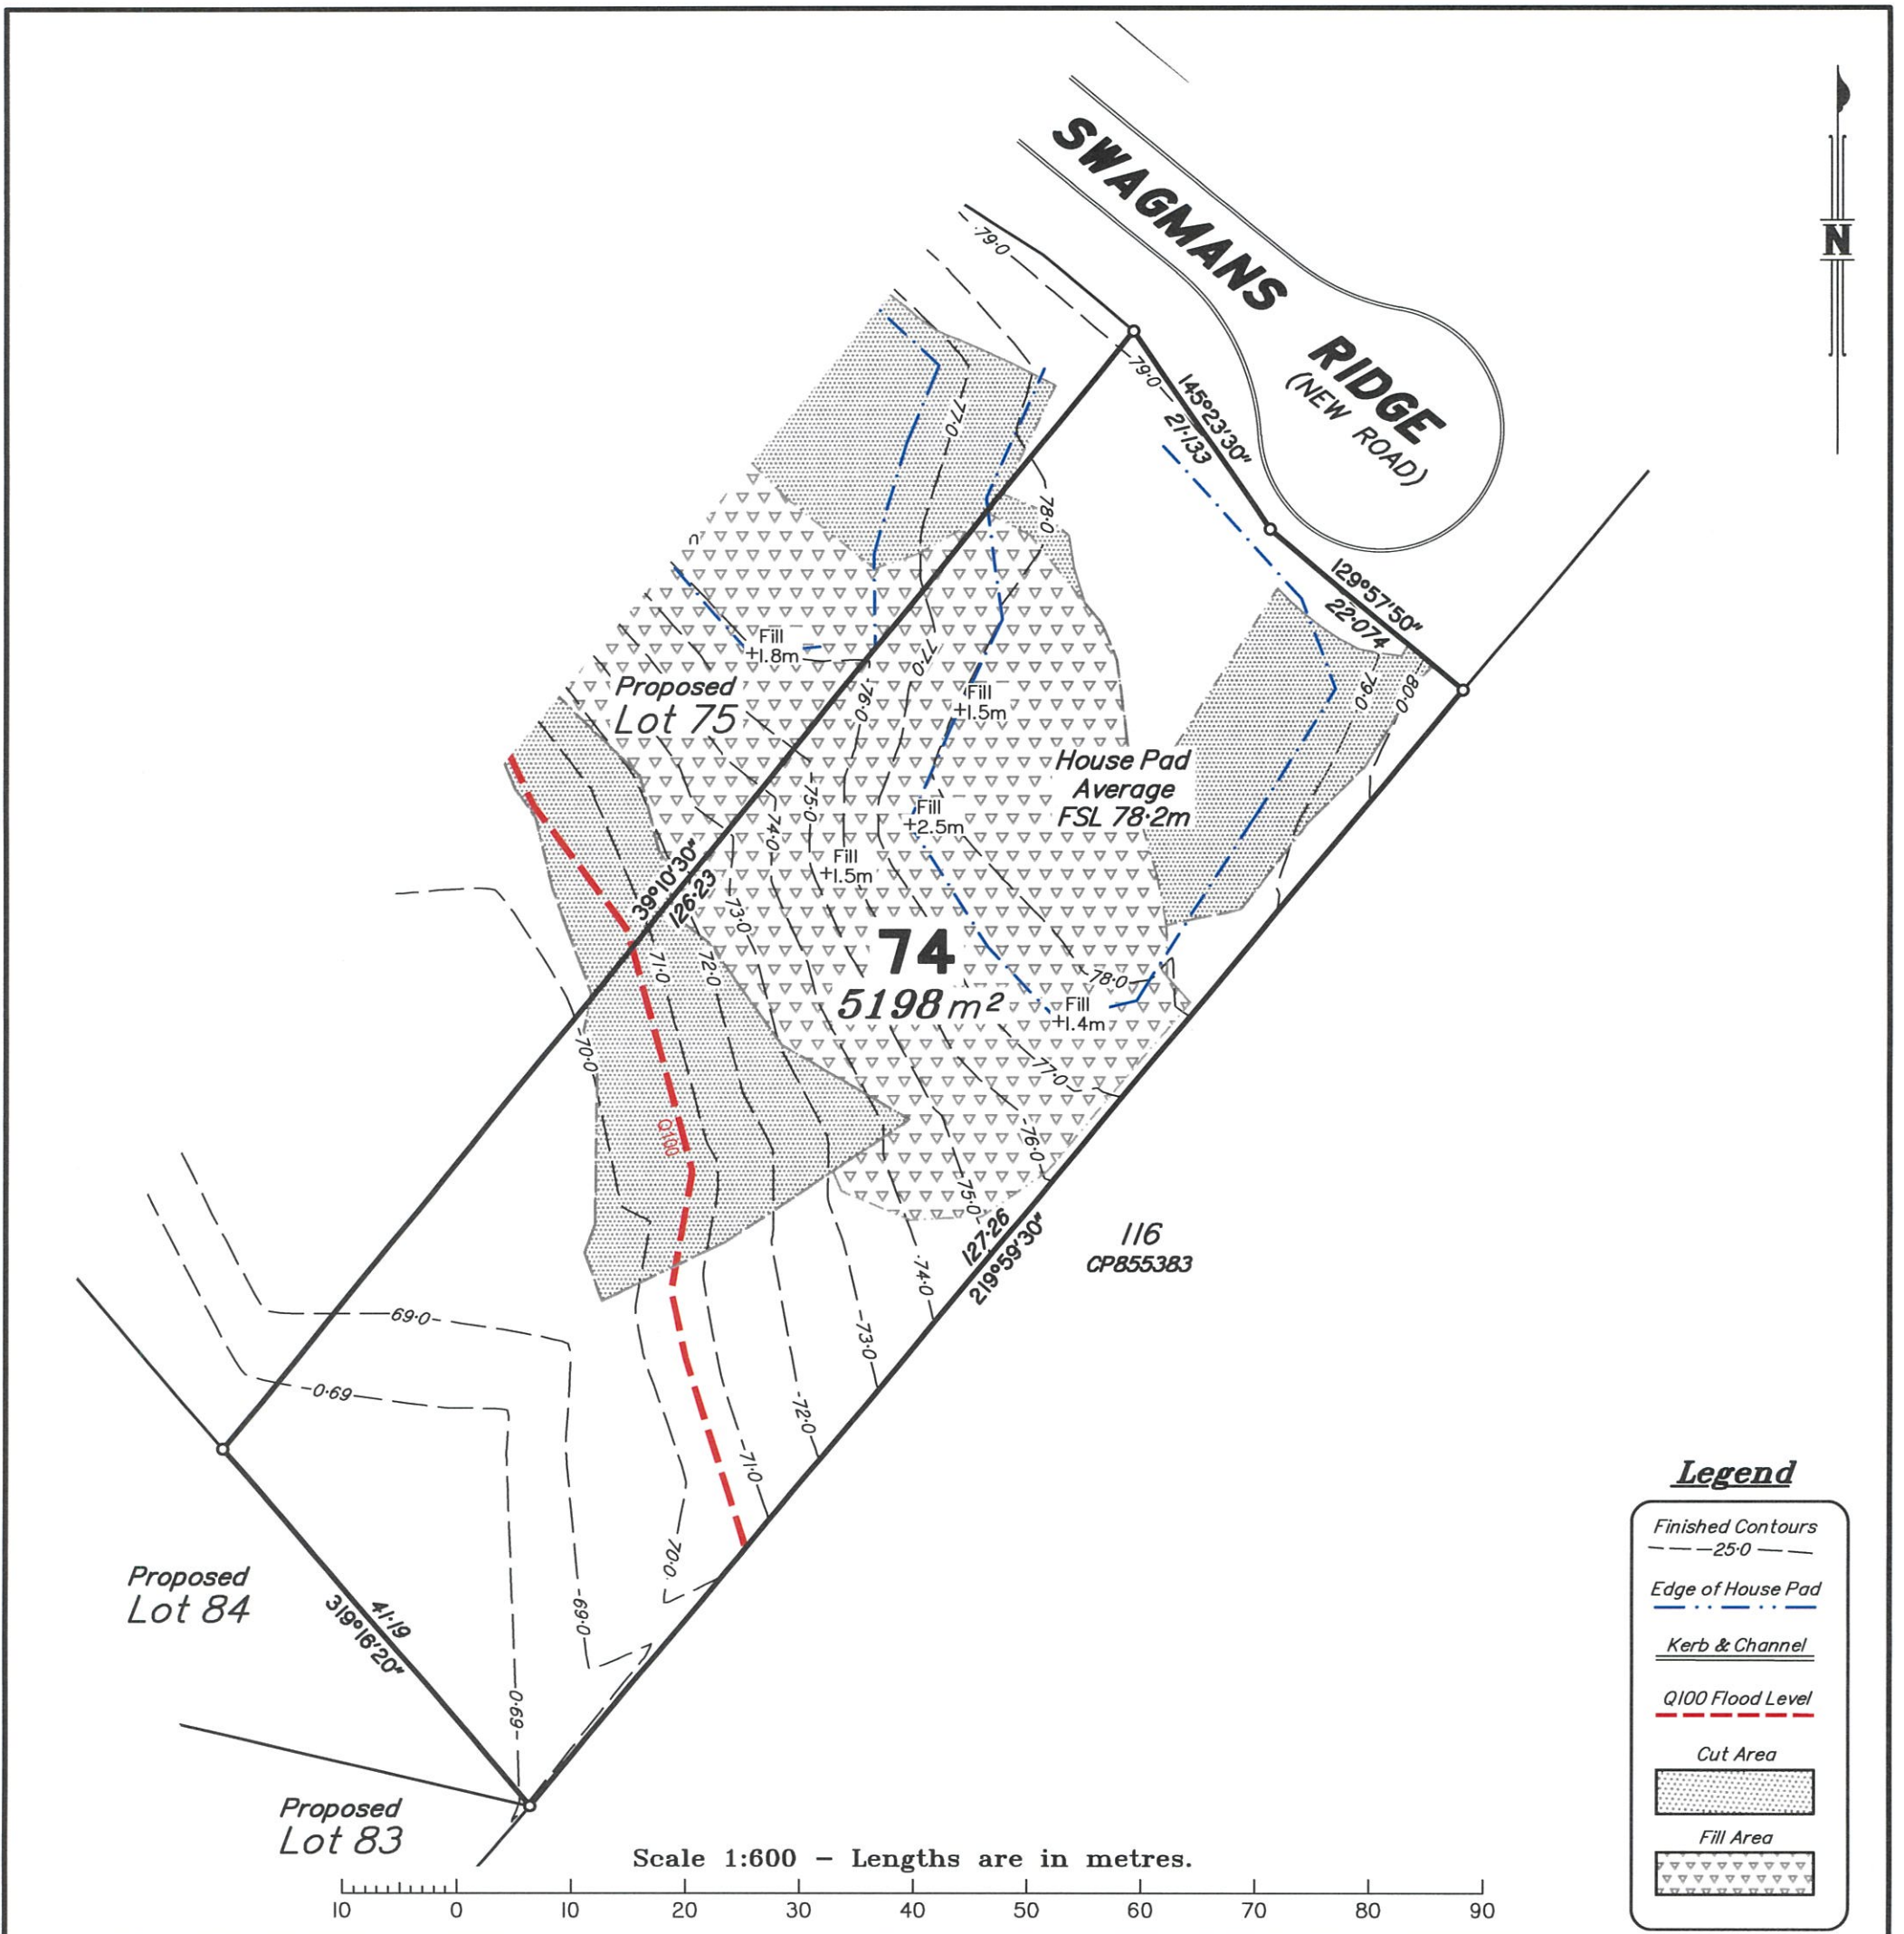 SWAGMANS
RIDGE
(NEW ROAD)
N
79·0
79·0
145°23'30"
21·133
77·0
78·0
129°57'50"
22·074
n
Fill
+1.8m
77·0
76·0
Fill
+1.5m
79·0
80·0
Proposed
Lot 75
House Pad
Average
FSL 78·2m
75·0
74·0
Fill
+2.5m
Fill
+1.5m
39°10'30"
126·23
73·0
74
5198 m²
71·0
72·0
78·0
Fill
+1.4m
70·0
77·0
Q100
76·0
75·0
127·26
219°59'30"
116
CP855383
74·0
69·0
73·0
0·69
72·0
71·0
70·0
Proposed
Lot 84
41·19
319°16'20"
69·0
69·0
Proposed
Lot 83
Legend
Finished Contours
25·0
Edge of House Pad
Kerb & Channel
Q100 Flood Level
Cut Area
Fill Area
Scale 1:600 – Lengths are in metres.
10 0 10 20 30 40 50 60 70 80 90